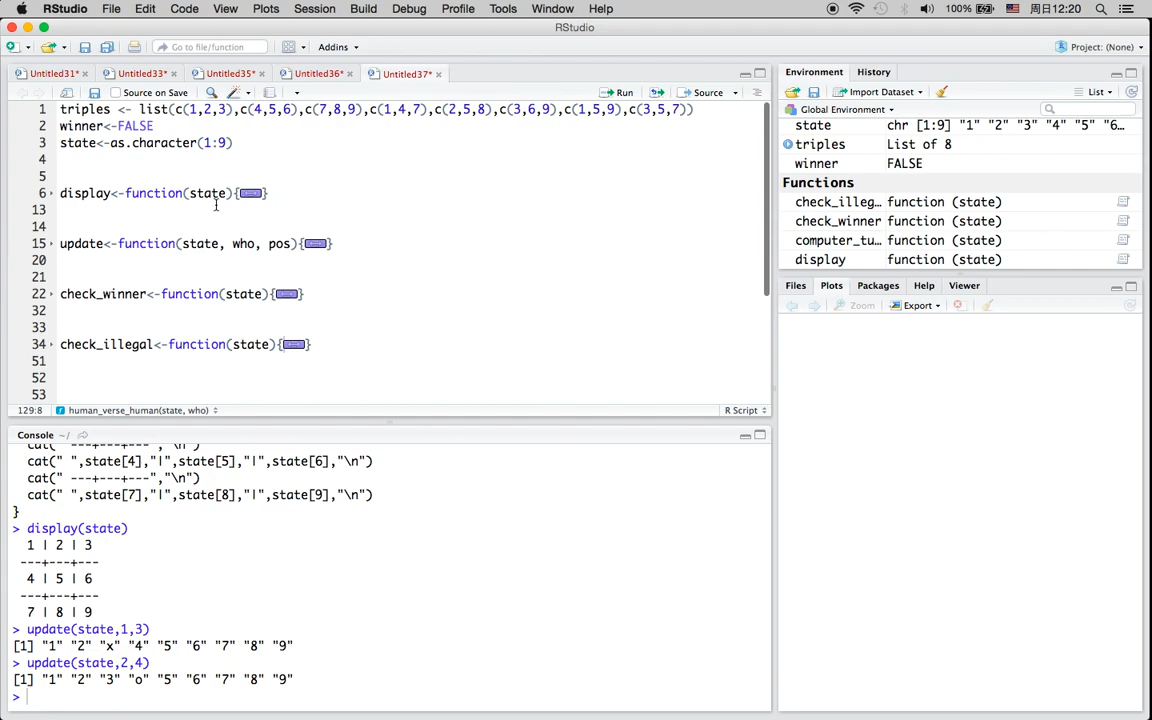 RStudio File Edit Code View Plots Session Build Debug Profile Tools Window Help 100% 周日12:20
RStudio
Go to file/function Addins Project: (None)
Untitled31* Untitled33* Untitled35* Untitled36* Untitled37*
Source on Save Run Source
1 triples <- list(c(1,2,3),c(4,5,6),c(7,8,9),c(1,4,7),c(2,5,8),c(3,6,9),c(1,5,9),c(3,5,7))
2 winner<-FALSE
3 state<-as.character(1:9)
4
5
6 display<-function(state){}
13
14
15 update<-function(state, who, pos){}
20
21
22 check_winner<-function(state){}
32
33
34 check_illegal<-function(state){}
51
52
53
129:8 human_verse_human(state, who) R Script
Console ~/
cat(" ---+---+---","\n")
cat(" ",state[4],"|",state[5],"|",state[6],"\n")
cat(" ---+---+---","\n")
cat(" ",state[7],"|",state[8],"|",state[9],"\n")
}
> display(state)
1 | 2 | 3
---+---+---
4 | 5 | 6
---+---+---
7 | 8 | 9
> update(state,1,3)
[1] "1" "2" "x" "4" "5" "6" "7" "8" "9"
> update(state,2,4)
[1] "1" "2" "3" "o" "5" "6" "7" "8" "9"
>
Environment History
Import Dataset List
Global Environment
state chr [1:9] "1" "2" "3" "4" "5" "6…
triples List of 8
winner FALSE
Functions
check_illeg… function (state)
check_winner function (state)
computer_tu… function (state)
display function (state)
Files Plots Packages Help Viewer
Zoom Export